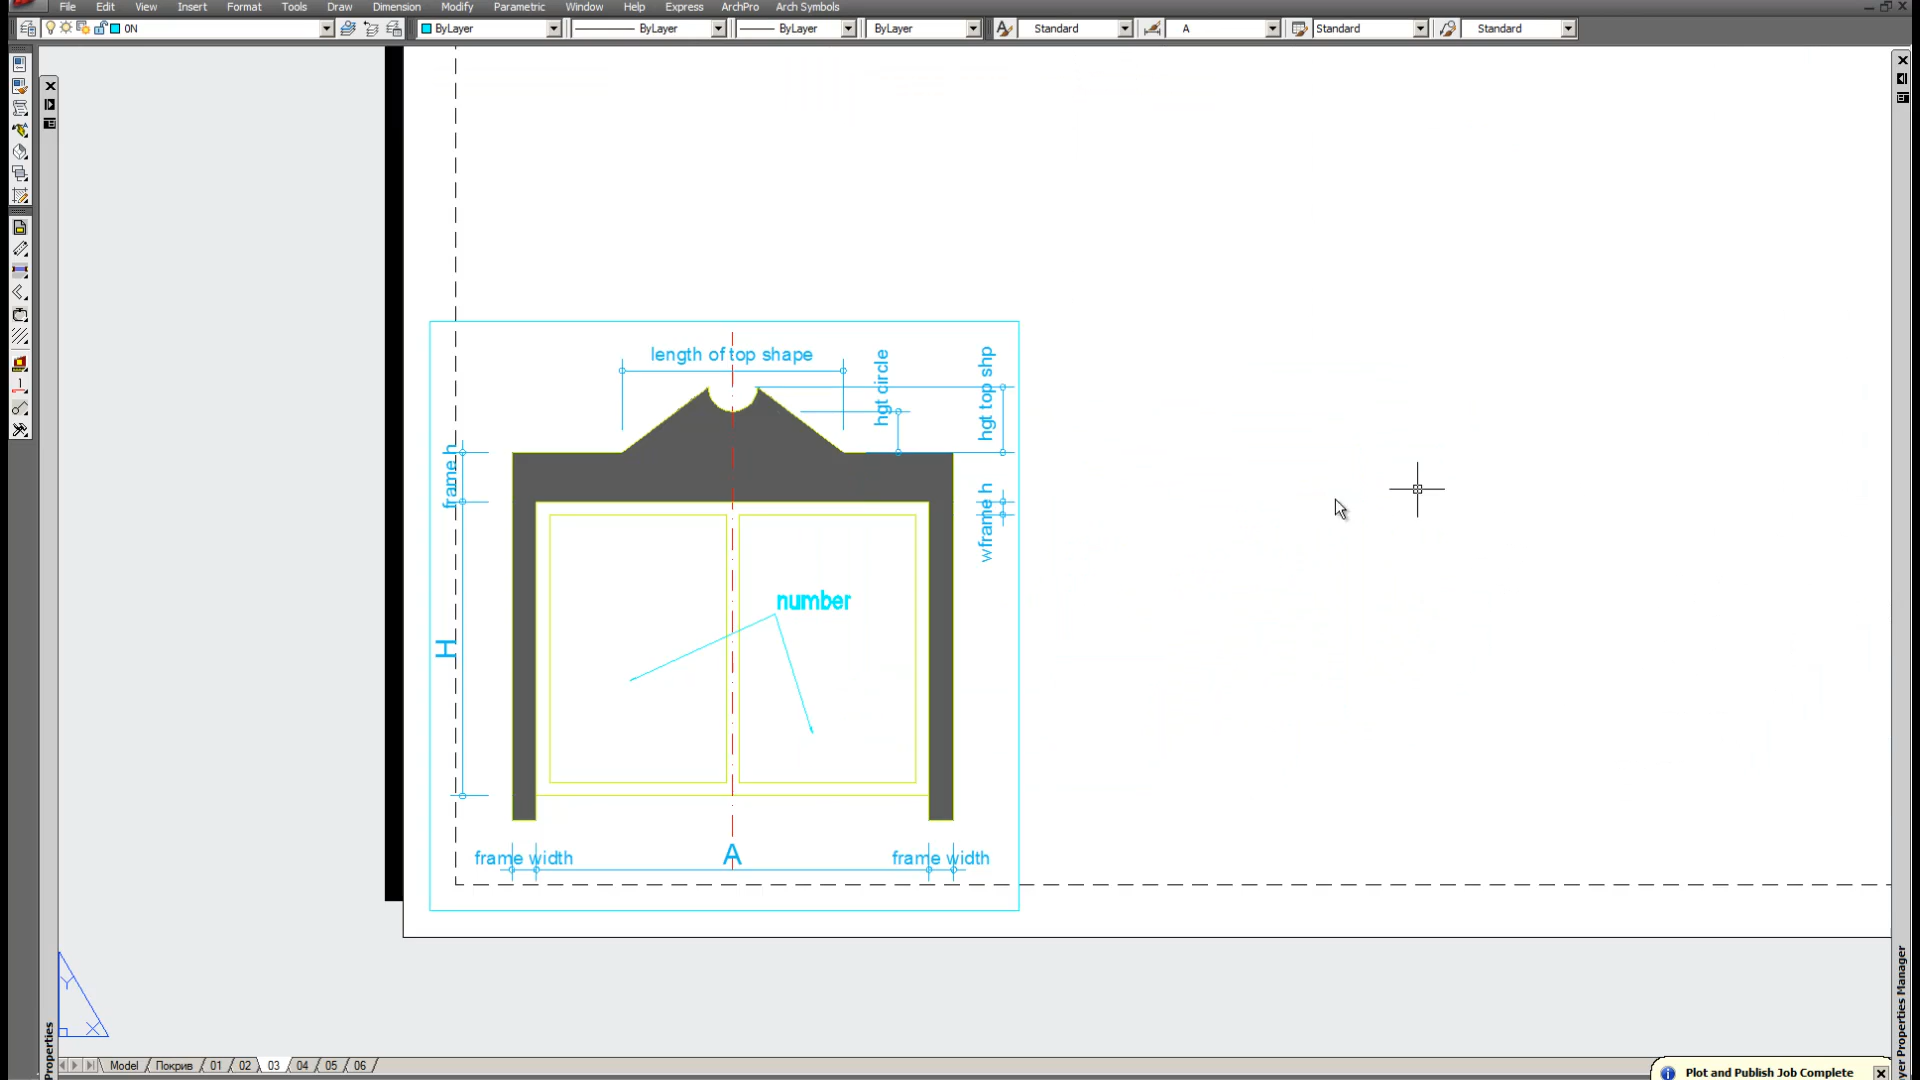 File Edit View Insert Format Tools Draw Dimension Modify Parametric Window Help Express ArchPro Arch Symbols
0N ByLayer ByLayer ByLayer ByLayer Standard A Standard Standard
length of top shape
hgt circle
hgt top shp
frame h
wframe h
number
H
frame width A frame width
Y
X
Properties
Model Покрив 01 02 03 04 05 06
yer Properties Manager
Plot and Publish Job Complete